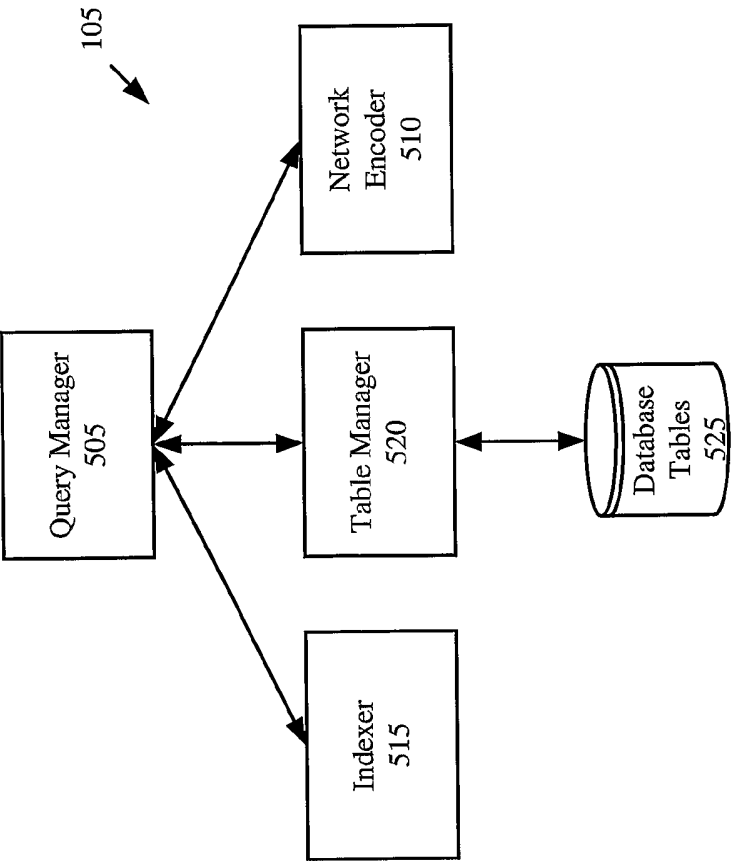 105
Query Manager
505
Network
Encoder
510
Table Manager
520
Indexer
515
Database
Tables
525